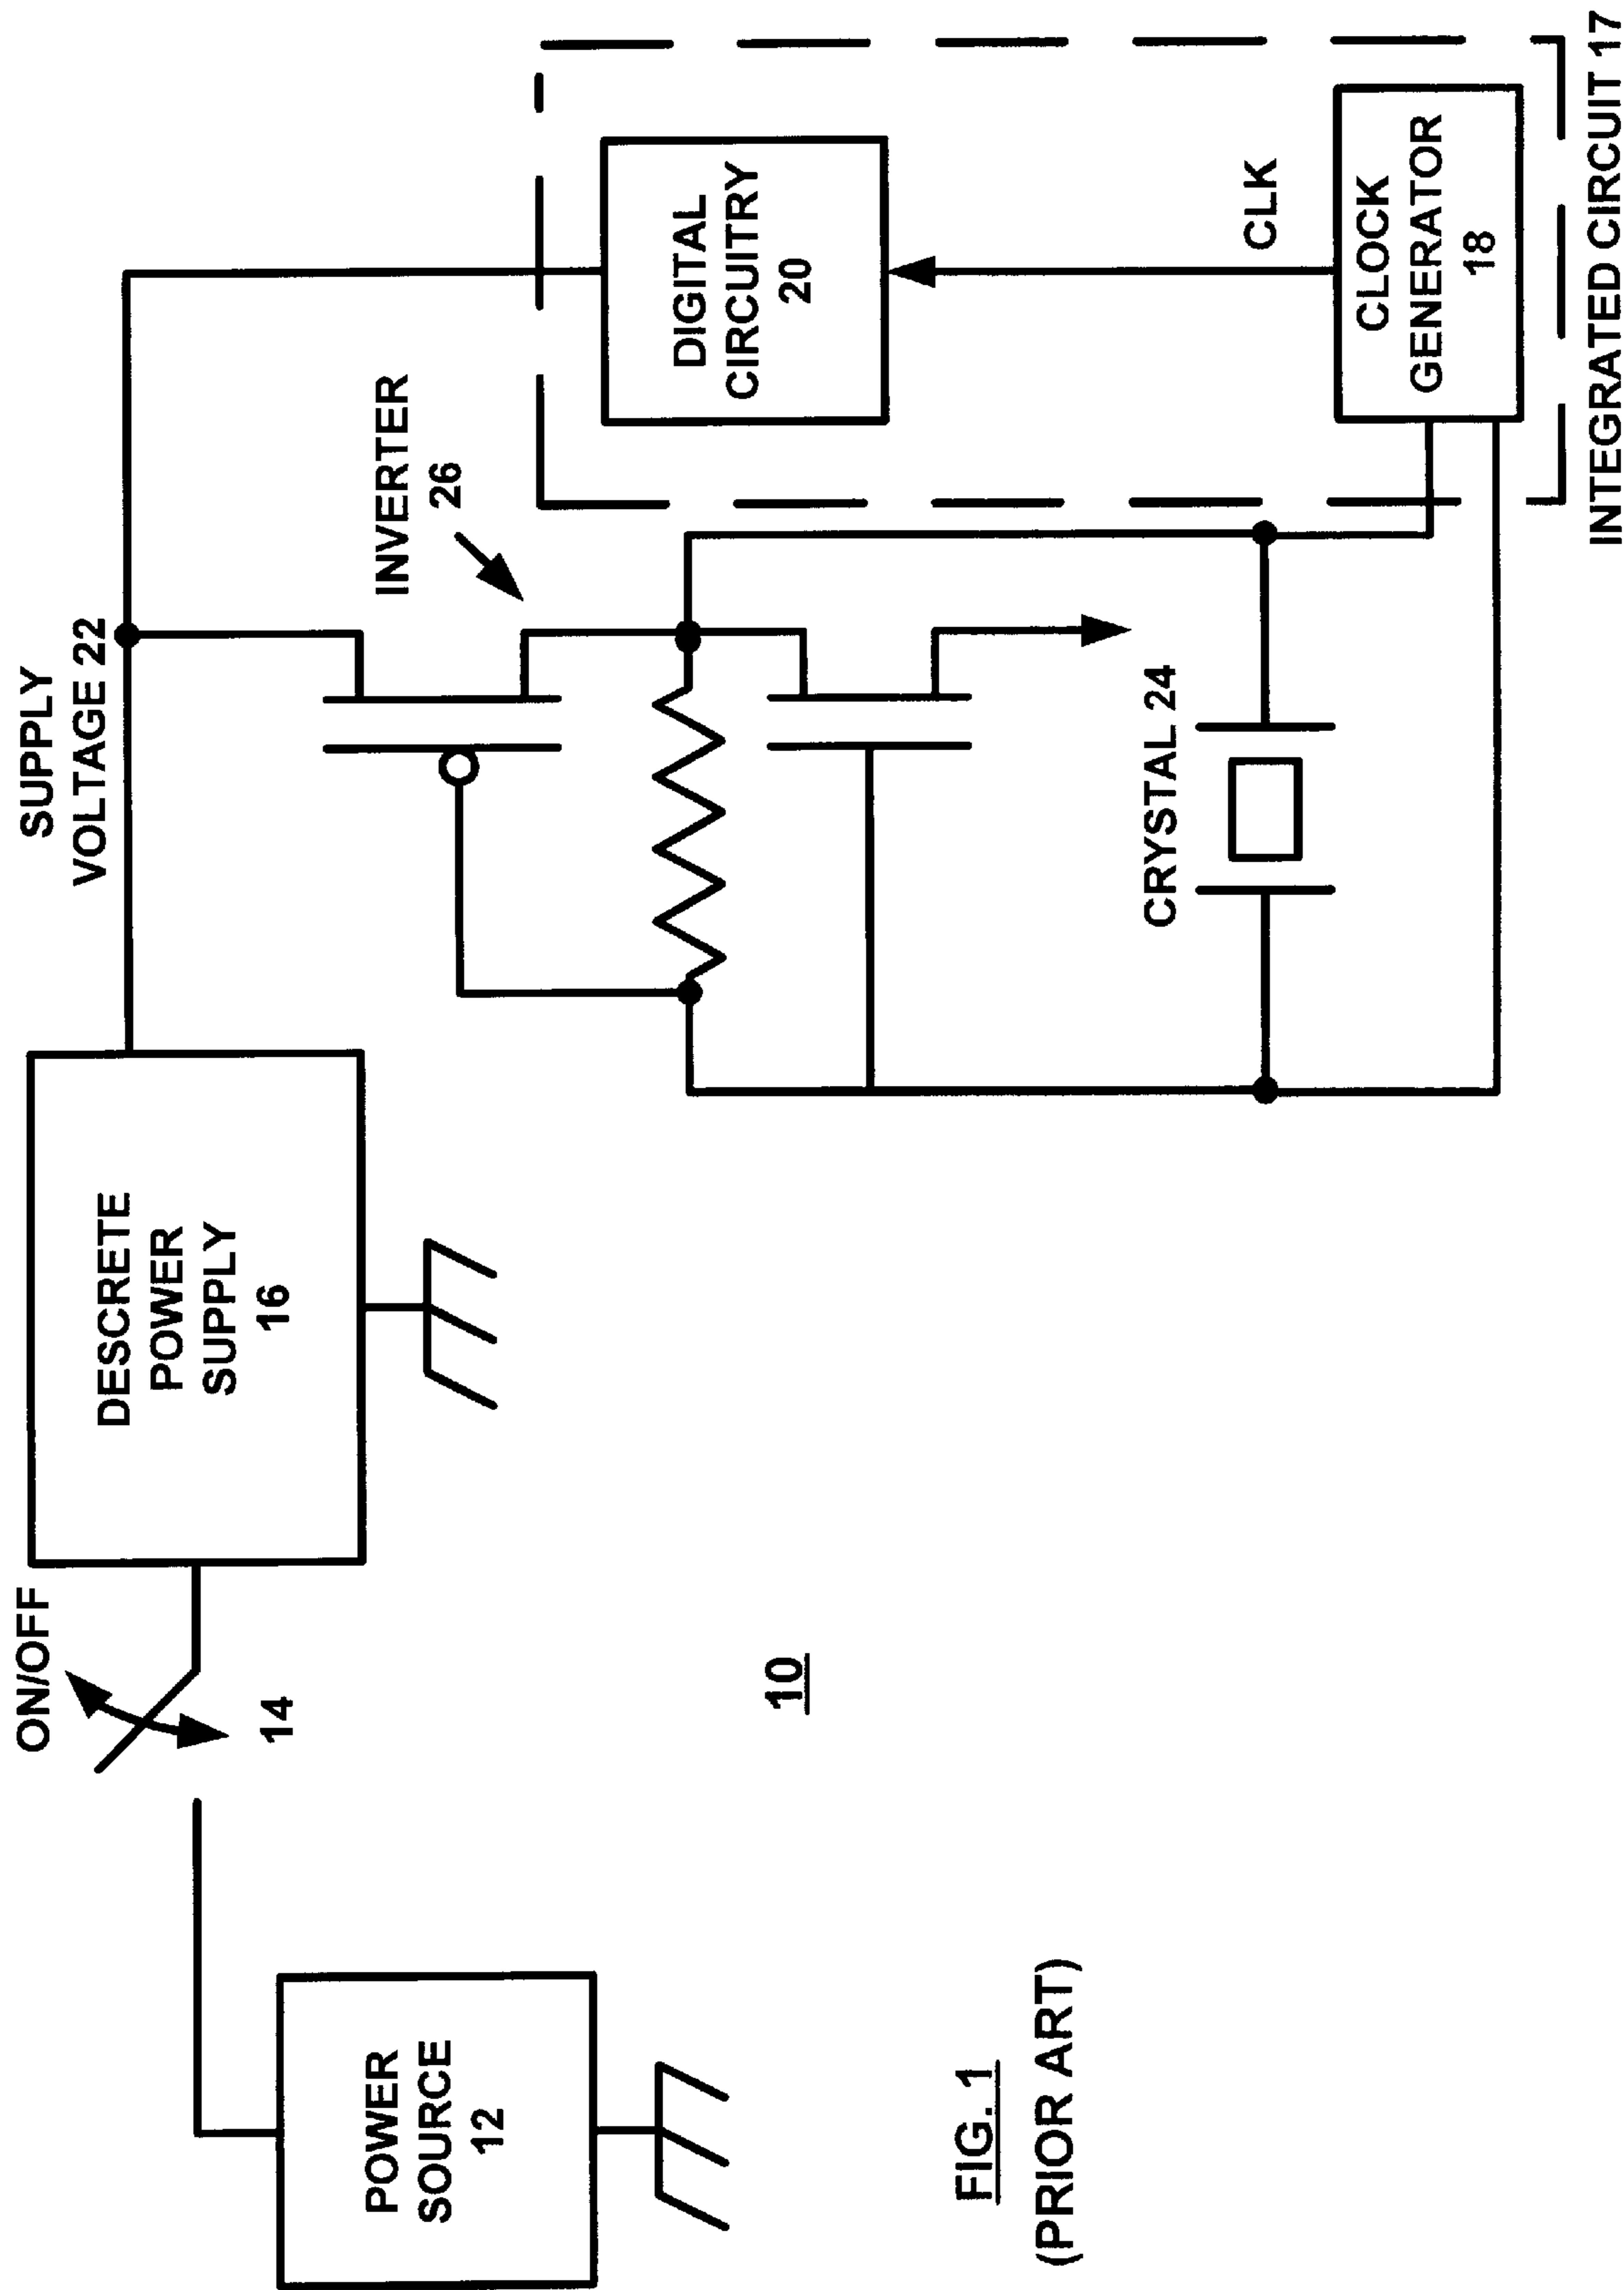 ON/OFF
14
DESCRETE
POWER
SUPPLY
16
SUPPLY
VOLTAGE 22
POWER
SOURCE
12
INVERTER
26
DIGITAL
CIRCUITRY
20
CRYSTAL 24
CLK
CLOCK
GENERATOR
18
INTEGRATED CIRCUIT 17
10
FIG. 1
(PRIOR ART)